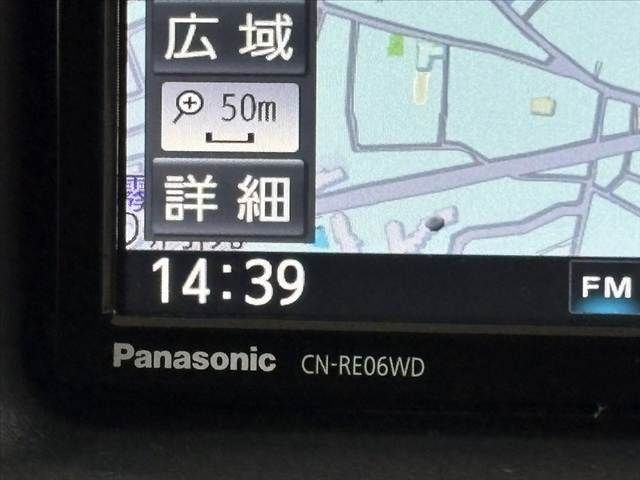 広域
50m
詳細
14:39
FM
Panasonic CN-RE06WD